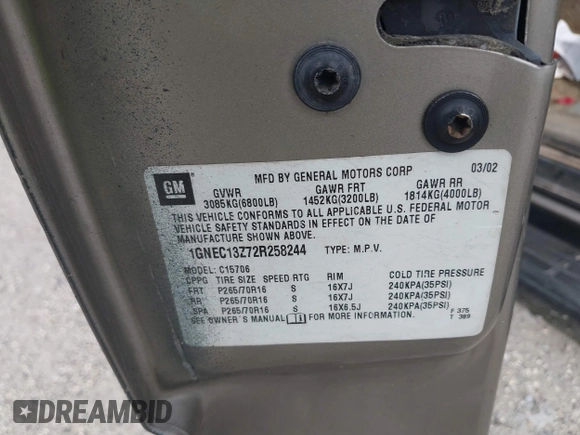 GM
MFD BY GENERAL MOTORS CORP 03/02
GVWR GAWR FRT GAWR RR
3085KG(6800LB) 1452KG(3200LB) 1814KG(4000LB)
THIS VEHICLE CONFORMS TO ALL APPLICABLE U.S. FEDERAL MOTOR
VEHICLE SAFETY STANDARDS IN EFFECT ON THE DATE OF
MANUFACTURE SHOWN ABOVE.
1GNEC13Z72R258244 TYPE: M.P.V.
MODEL: C15706
CPPG TIRE SIZE SPEED RTG RIM COLD TIRE PRESSURE
FRT P265/70R16 S 16X7J 240KPA(35PSI)
RR P265/70R16 S 16X7J 240KPA(35PSI)
SPA P265/70R16 S 16X6.5J 240KPA(35PSI)
SEE OWNER'S MANUAL FOR MORE INFORMATION.
F 375
T 389
DREAMBID